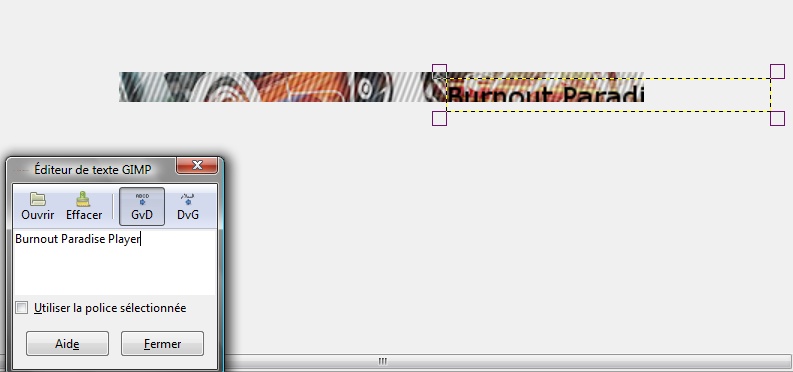 Burnout Paradi
Éditeur de texte GIMP
Ouvrir Effacer GvD DvG
Burnout Paradise Player
Utiliser la police sélectionnée
Aide Fermer